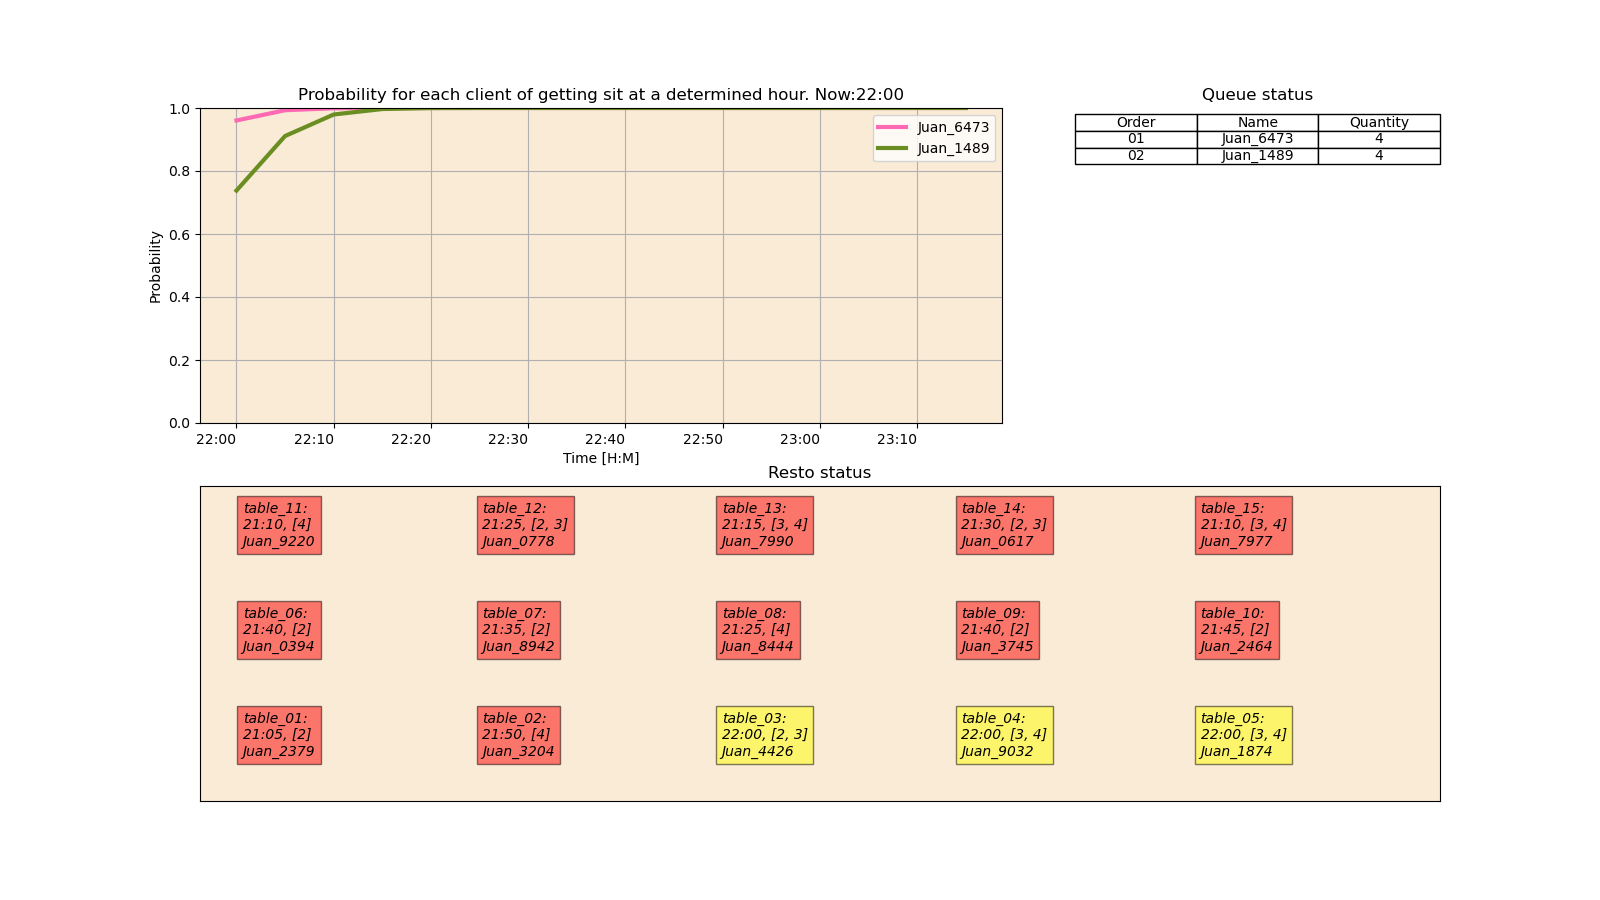 Probability for each client of getting sit at a determined hour. Now:22:00
1.0
0.8
0.6
0.4
0.2
0.0
Probability
22:00 22:10 22:20 22:30 22:40 22:50 23:00 23:10
Time [H:M]
Juan_6473
Juan_1489
Queue status
Order Name Quantity
01 Juan_6473 4
02 Juan_1489 4
Resto status
table_11:
21:10, [4]
Juan_9220
table_12:
21:25, [2, 3]
Juan_0778
table_13:
21:15, [3, 4]
Juan_7990
table_14:
21:30, [2, 3]
Juan_0617
table_15:
21:10, [3, 4]
Juan_7977
table_06:
21:40, [2]
Juan_0394
table_07:
21:35, [2]
Juan_8942
table_08:
21:25, [4]
Juan_8444
table_09:
21:40, [2]
Juan_3745
table_10:
21:45, [2]
Juan_2464
table_01:
21:05, [2]
Juan_2379
table_02:
21:50, [4]
Juan_3204
table_03:
22:00, [2, 3]
Juan_4426
table_04:
22:00, [3, 4]
Juan_9032
table_05:
22:00, [3, 4]
Juan_1874